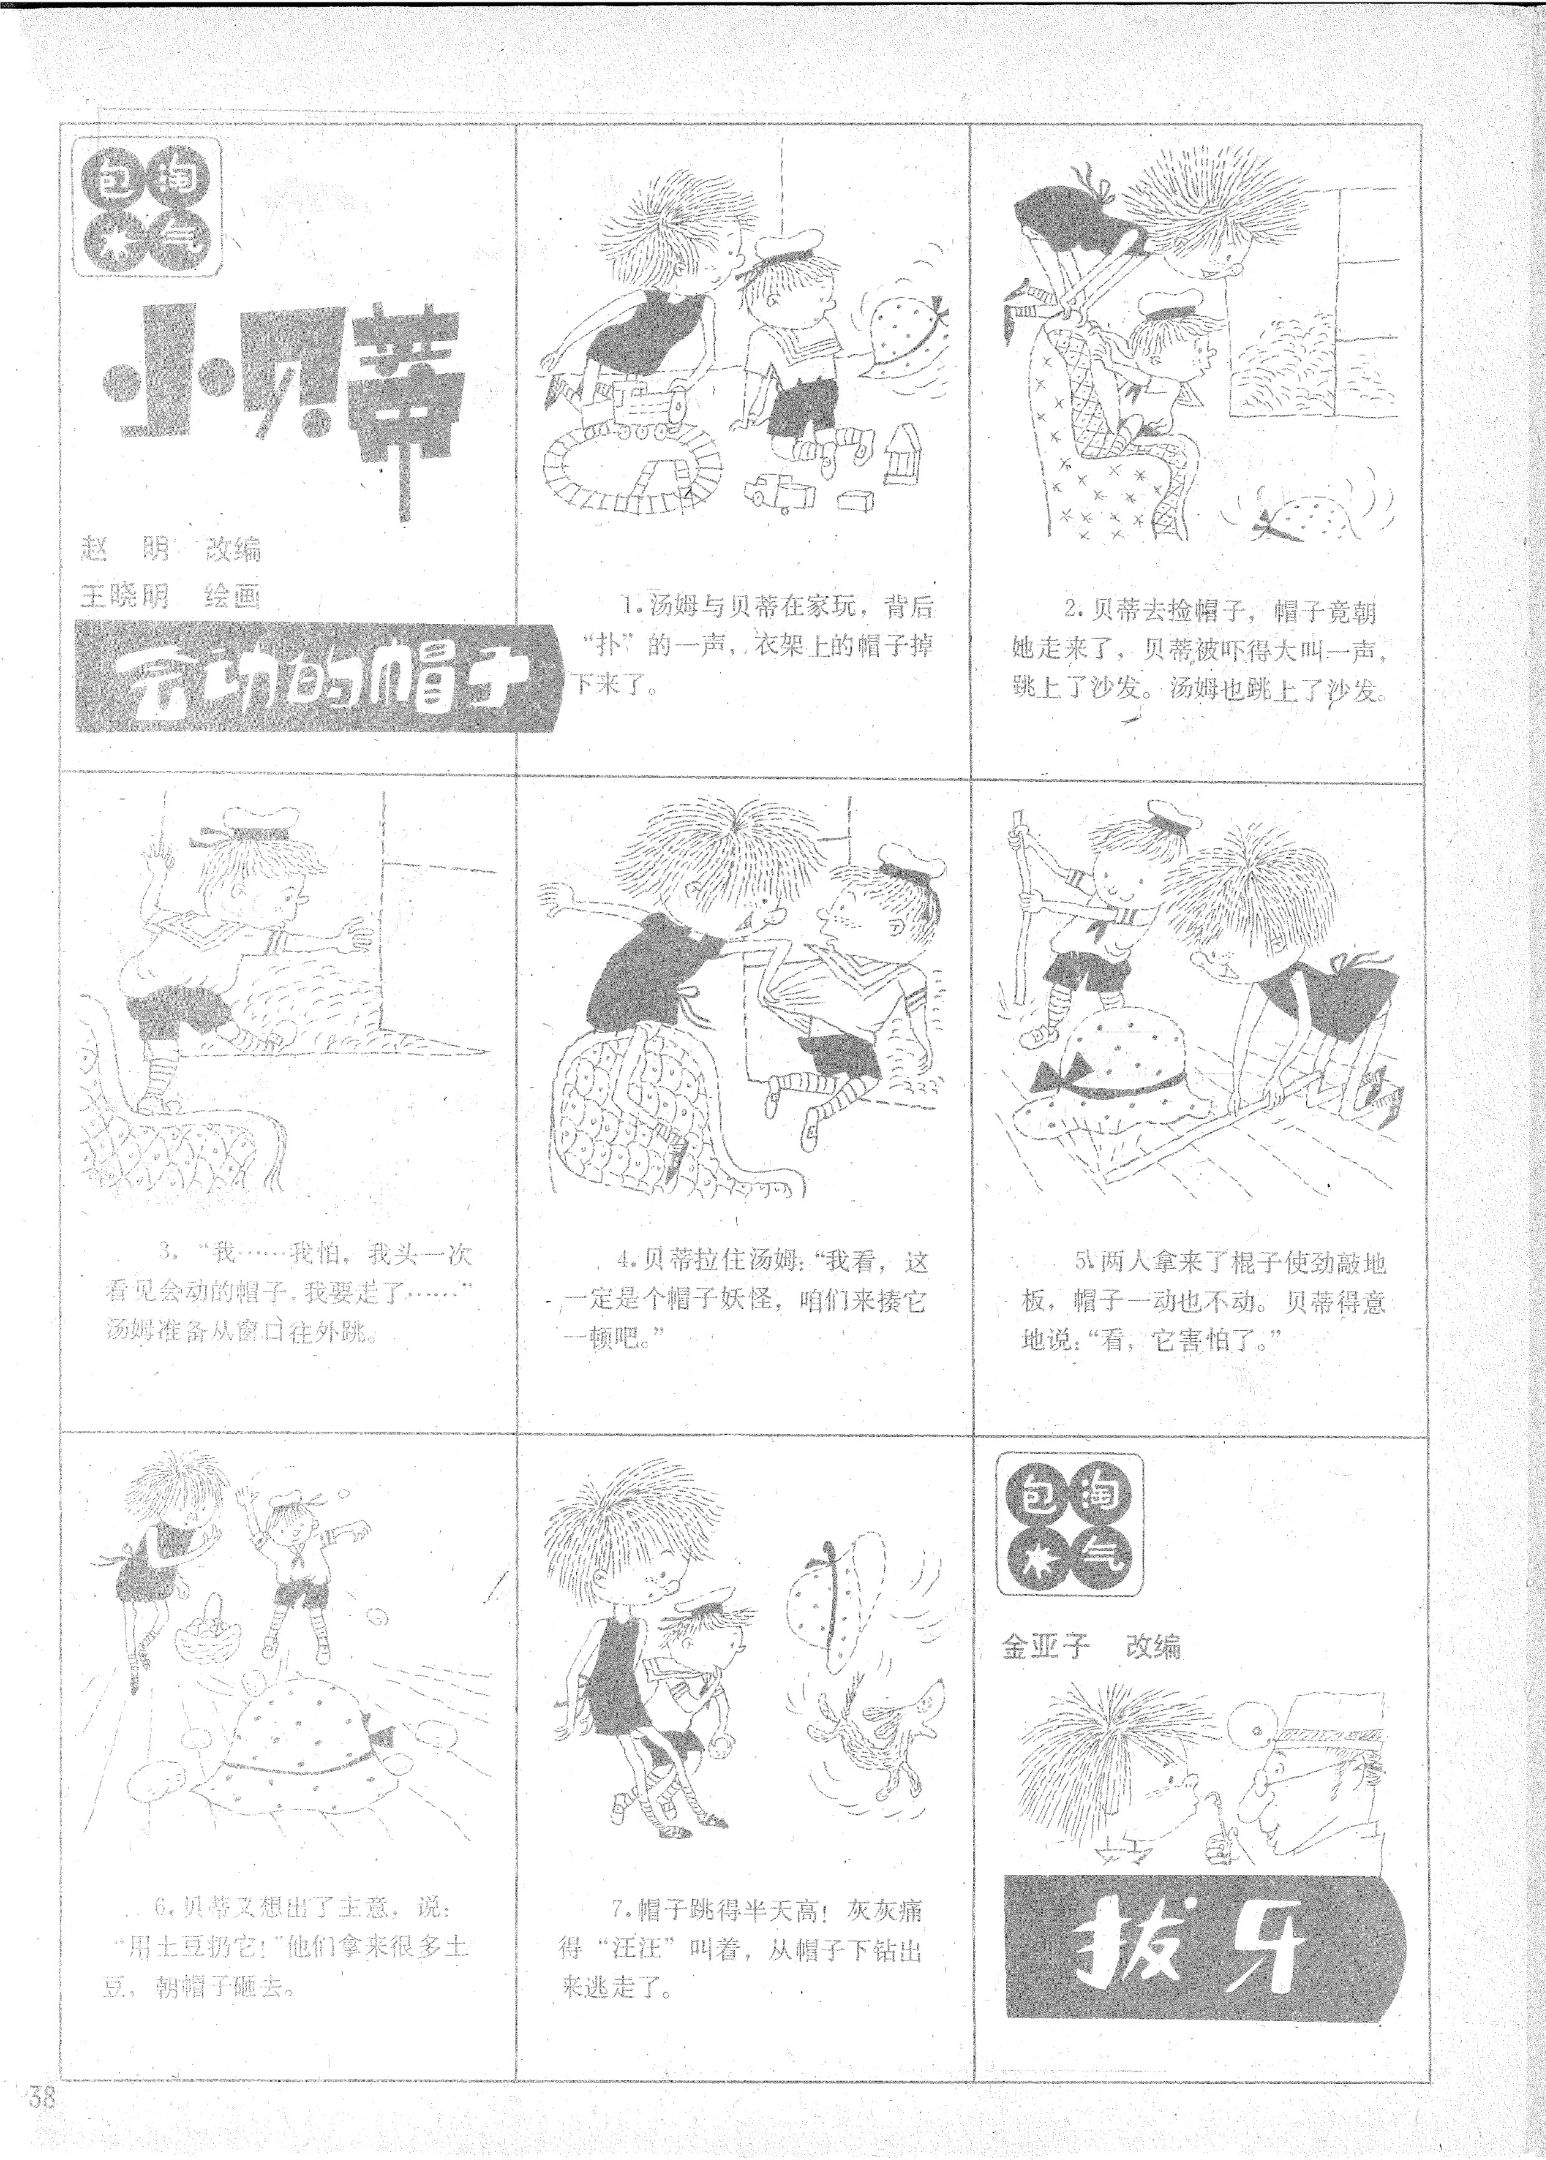 淘气
包米
小贝蒂
赵 明 改编
王晓明 绘画
会动的帽子
1.汤姆与贝蒂在家玩，背后
“扑”的一声，衣架上的帽子掉
下来了。
2.贝蒂去捡帽子，帽子竟朝
她走来了，贝蒂被吓得大叫一声，
跳上了沙发。汤姆也跳上了沙发。
3.“我……我怕，我头一次
看见会动的帽子，我要走了……”
汤姆准备从窗口往外跳。
4.贝蒂拉住汤姆：“我看，这
一定是个帽子妖怪，咱们来揍它
一顿吧。”
5.两人拿来了棍子使劲敲地
板，帽子一动也不动。贝蒂得意
地说：“看，它害怕了。”
6.贝蒂又想出了主意，说：
“用土豆扔它！”他们拿来很多土
豆，朝帽子砸去。
7.帽子跳得半天高！灰灰痛
得“汪汪”叫着，从帽子下钻出
来逃走了。
淘气
包米
金亚子 改编
拔牙
38